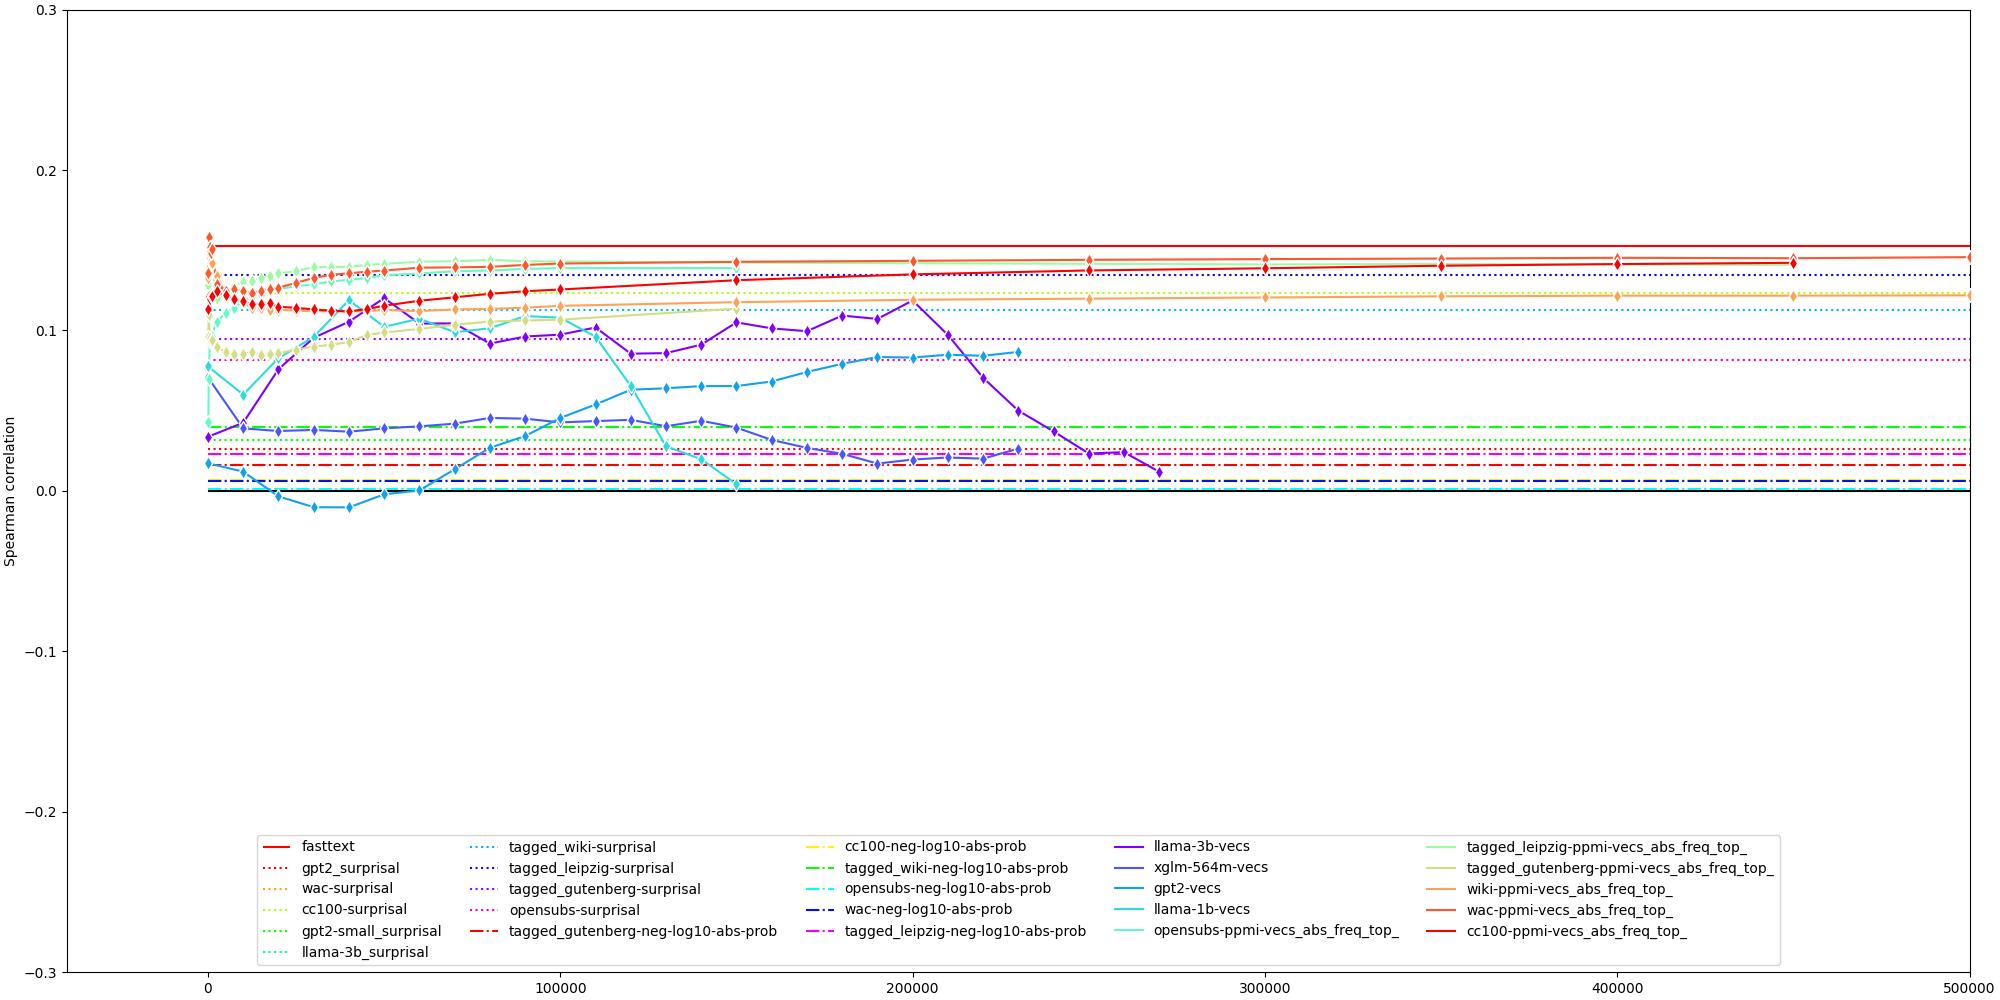 0.3
0.2
0.1
0.0
−0.1
−0.2
−0.3
Spearman correlation
0
100000
200000
300000
400000
500000
fasttext
gpt2_surprisal
wac-surprisal
cc100-surprisal
gpt2-small_surprisal
llama-3b_surprisal
tagged_wiki-surprisal
tagged_leipzig-surprisal
tagged_gutenberg-surprisal
opensubs-surprisal
tagged_gutenberg-neg-log10-abs-prob
cc100-neg-log10-abs-prob
tagged_wiki-neg-log10-abs-prob
opensubs-neg-log10-abs-prob
wac-neg-log10-abs-prob
tagged_leipzig-neg-log10-abs-prob
llama-3b-vecs
xglm-564m-vecs
gpt2-vecs
llama-1b-vecs
opensubs-ppmi-vecs_abs_freq_top_
tagged_leipzig-ppmi-vecs_abs_freq_top_
tagged_gutenberg-ppmi-vecs_abs_freq_top_
wiki-ppmi-vecs_abs_freq_top_
wac-ppmi-vecs_abs_freq_top_
cc100-ppmi-vecs_abs_freq_top_